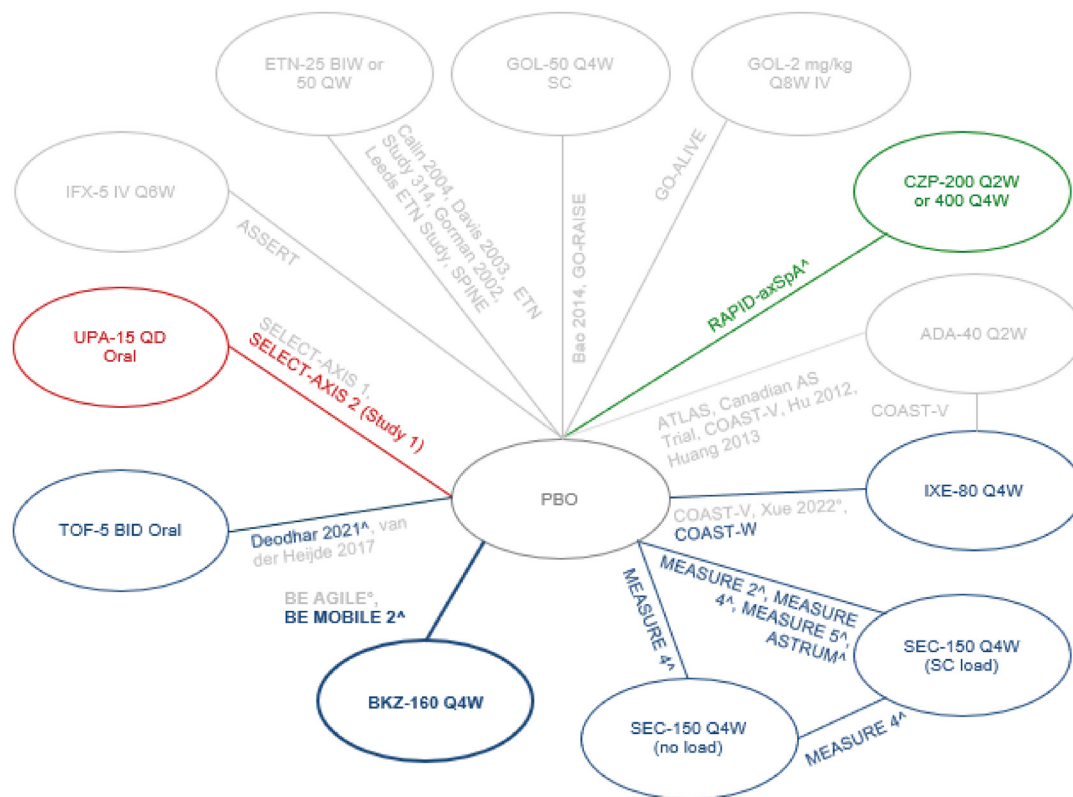 ETN-25 BIW or
50 QW
GOL-50 Q4W
SC
GOL-2 mg/kg
Q8W IV
IFX-5 IV Q6W
CZP-200 Q2W
or 400 Q4W
ASSERT
Calin 2004, Davis 2003, ETN
Study 314, Gorman 2002,
Leeds ETN Study, SPINE
Bao 2014, GO-RAISE
GO-ALIVE
RAPID-axSpA^
UPA-15 QD
Oral
SELECT-AXIS 1,
SELECT-AXIS 2 (Study 1)
ADA-40 Q2W
ATLAS, Canadian AS
Trial, COAST-V, Hu 2012,
Huang 2013
COAST-V
PBO
IXE-80 Q4W
TOF-5 BID Oral
Deodhar 2021^, van
der Heijde 2017
COAST-V, Xue 2022°,
COAST-W
BE AGILE°,
BE MOBILE 2^
MEASURE 4^
MEASURE 2^, MEASURE
4^, MEASURE 5^,
ASTRUM^
SEC-150 Q4W
(SC load)
BKZ-160 Q4W
SEC-150 Q4W
(no load)
MEASURE 4^